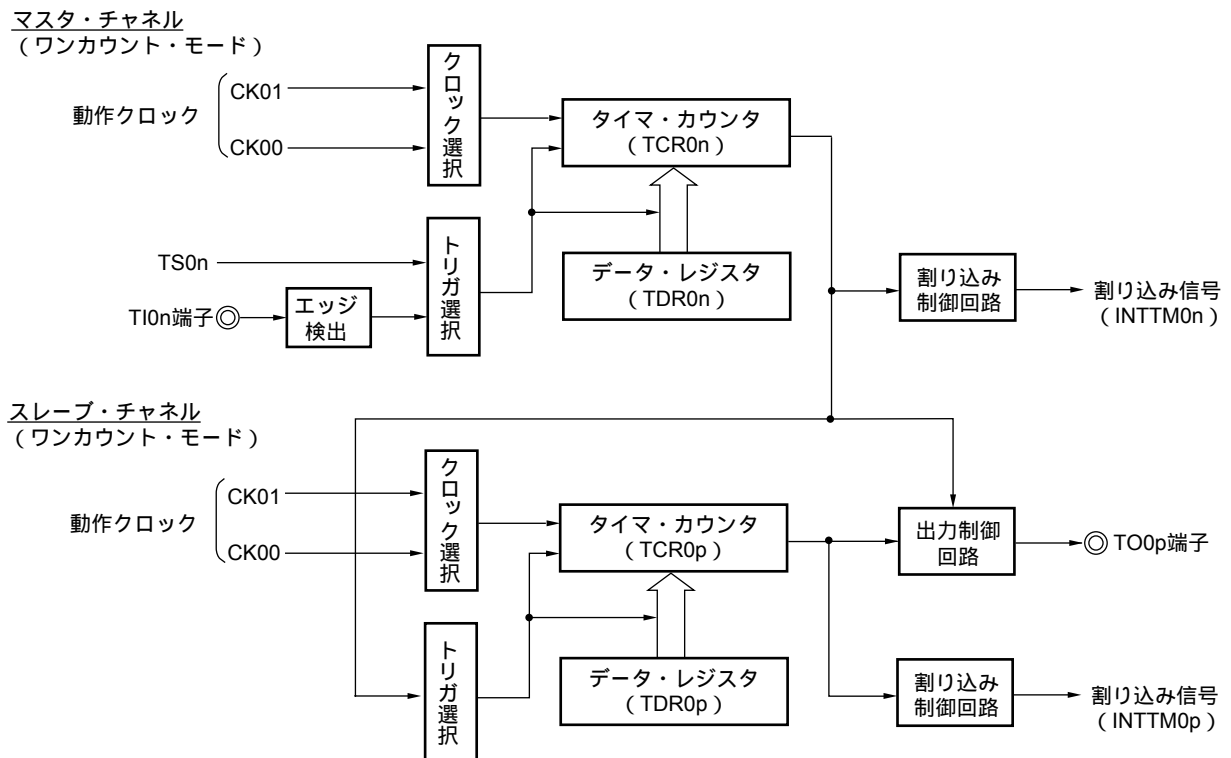 マスタ・チャネル
（ワンカウント・モード）
動作クロック
CK01
CK00
クロック選択
タイマ・カウンタ
（TCR0n）
TS0n
TI0n端子
エッジ
検出
トリガ選択
データ・レジスタ
（TDR0n）
割り込み
制御回路
割り込み信号
（INTTM0n）
スレーブ・チャネル
（ワンカウント・モード）
動作クロック
CK01
CK00
クロック選択
タイマ・カウンタ
（TCR0p）
出力制御
回路
TO0p端子
トリガ選択
データ・レジスタ
（TDR0p）
割り込み
制御回路
割り込み信号
（INTTM0p）